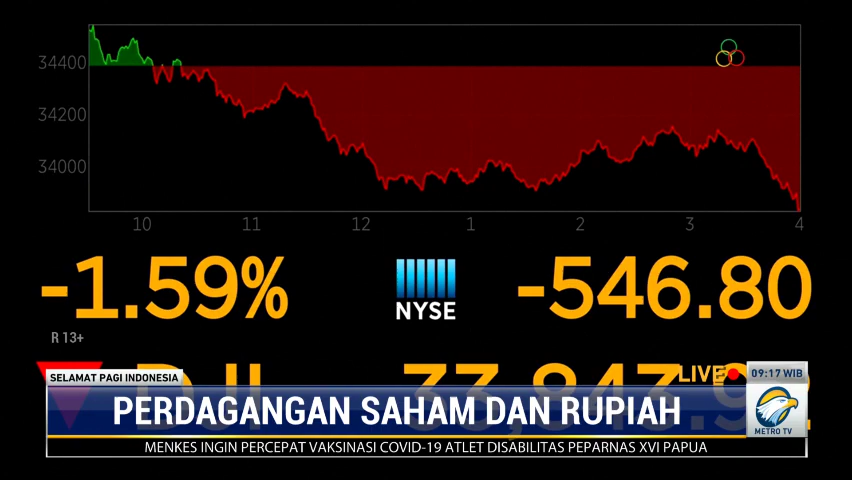 34400
34200
34000
10 11 12 1 2 3 4
-1.59% NYSE -546.80
R 13+
LIVE
SELAMAT PAGI INDONESIA
09:17 WIB
PERDAGANGAN SAHAM DAN RUPIAH
METRO TV
MENKES INGIN PERCEPAT VAKSINASI COVID-19 ATLET DISABILITAS PEPARNAS XVI PAPUA